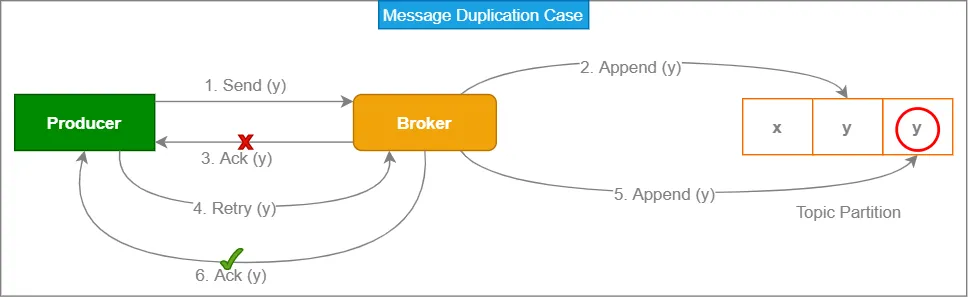 Message Duplication Case
1. Send (y)
2. Append (y)
Producer
Broker
x
y
y
X
3. Ack (y)
4. Retry (y)
5. Append (y)
Topic Partition
6. Ack (y)